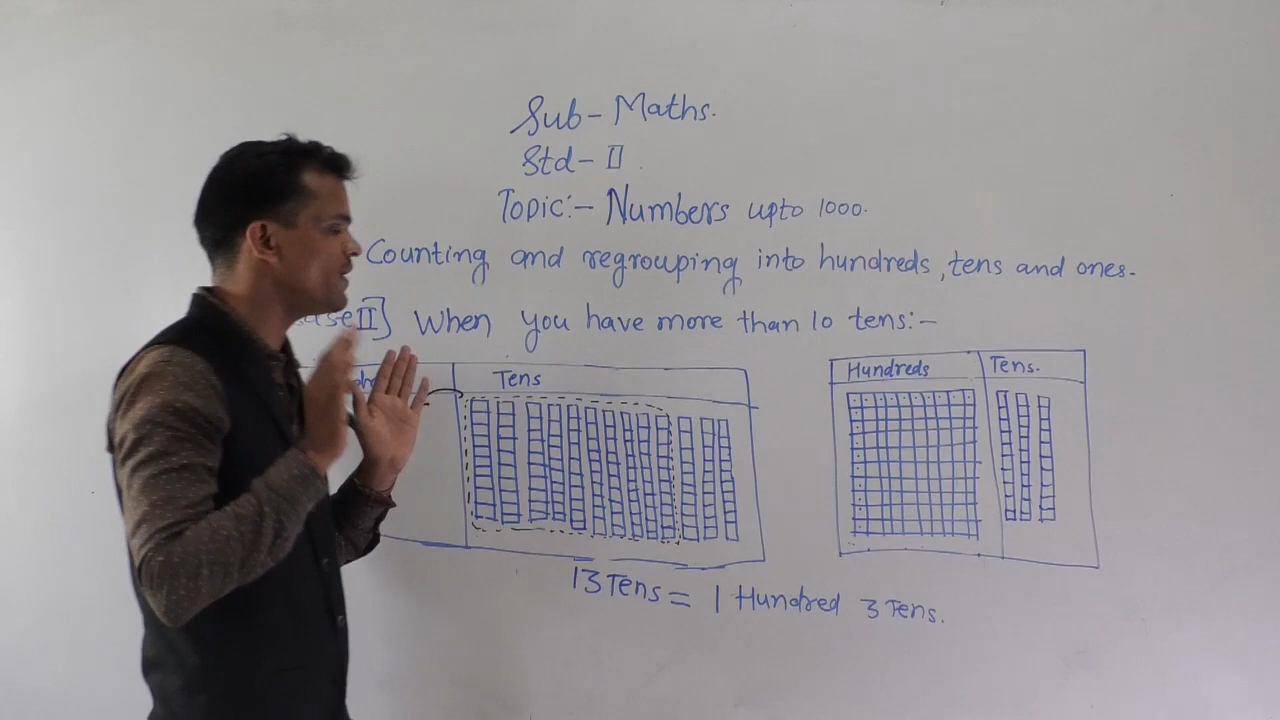 Sub- Maths.
Std- II.
Topic:- Numbers upto 1000.
Counting and regrouping into hundreds, tens and ones.
II] When you have more than 10 tens:-
Tens
Hundreds Tens.
13 Tens = 1 Hundred 3 Tens.